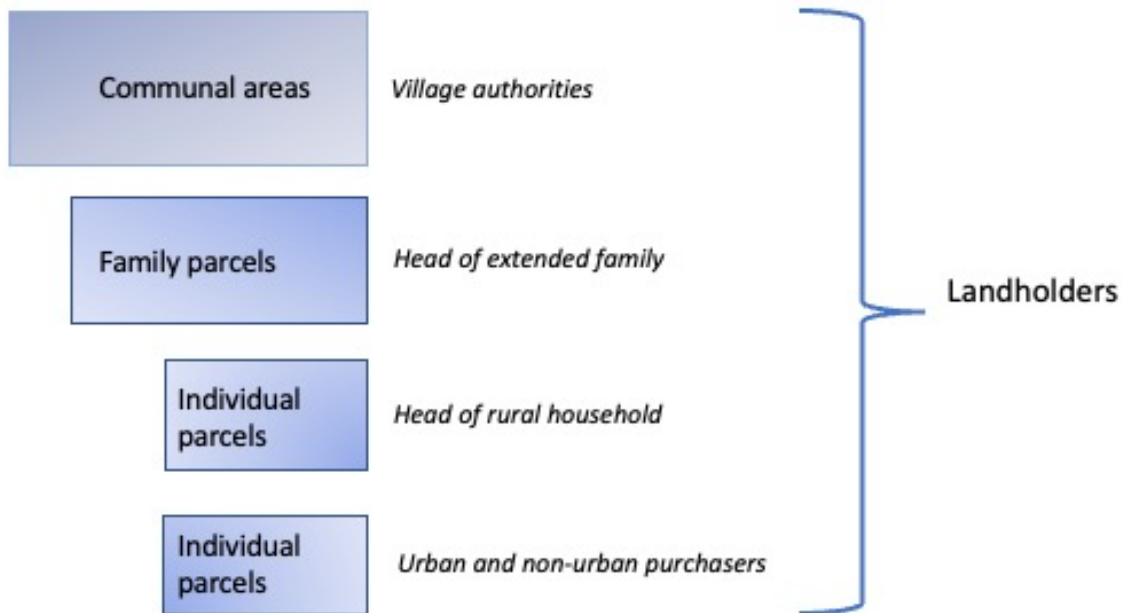 Communal areas
Village authorities
Family parcels
Head of extended family
Landholders
Individual
parcels
Head of rural household
Individual
parcels
Urban and non-urban purchasers